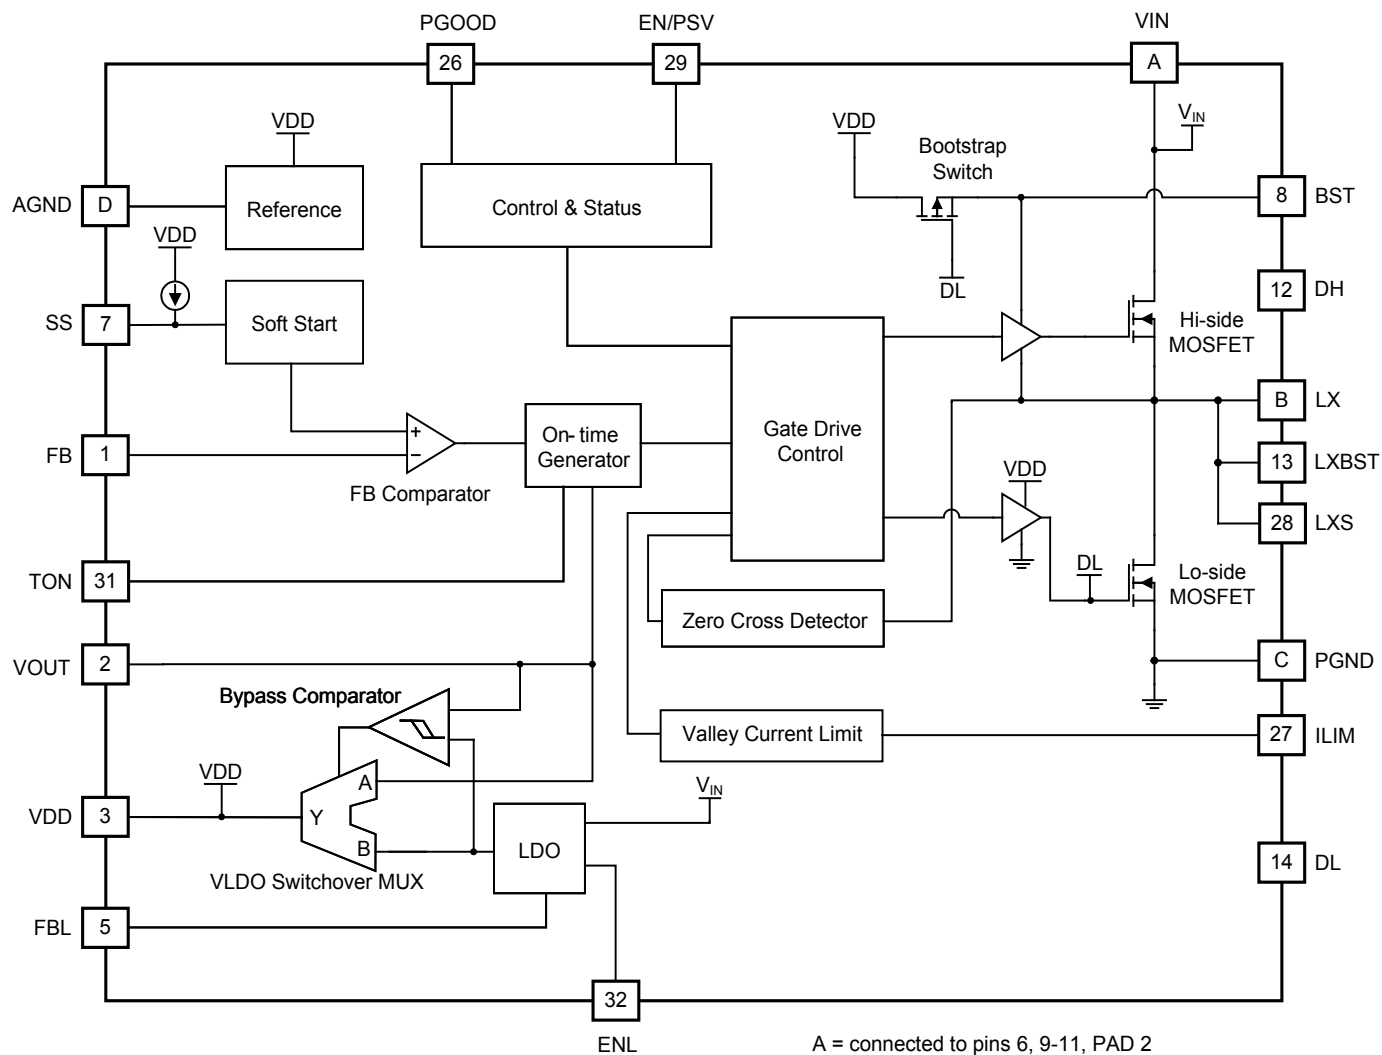 PGOOD
EN/PSV
VIN
26
29
A
VDD
VDD
Bootstrap
Switch
VIN
AGND
D
Reference
Control & Status
8
BST
VDD
DL
12
DH
SS
7
Soft Start
Hi-side
MOSFET
B
LX
+
On- time
Generator
Gate Drive
Control
FB
1
−
13
LXBST
FB Comparator
VDD
28
LXS
TON
31
DL
Lo-side
MOSFET
Zero Cross Detector
VOUT
2
C
PGND
Bypass Comparator
Valley Current Limit
27
ILIM
VDD
A
VIN
VDD
3
Y
B
LDO
14
DL
VLDO Switchover MUX
FBL
5
32
ENL
A = connected to pins 6, 9-11, PAD 2